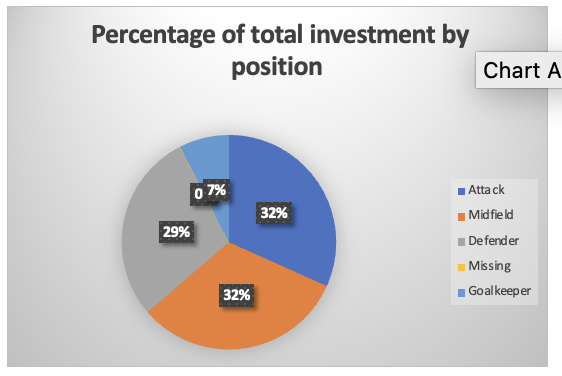 Percentage of total investment by
position
Chart A
0
7%
32%
29%
32%
Attack
Midfield
Defender
Missing
Goalkeeper